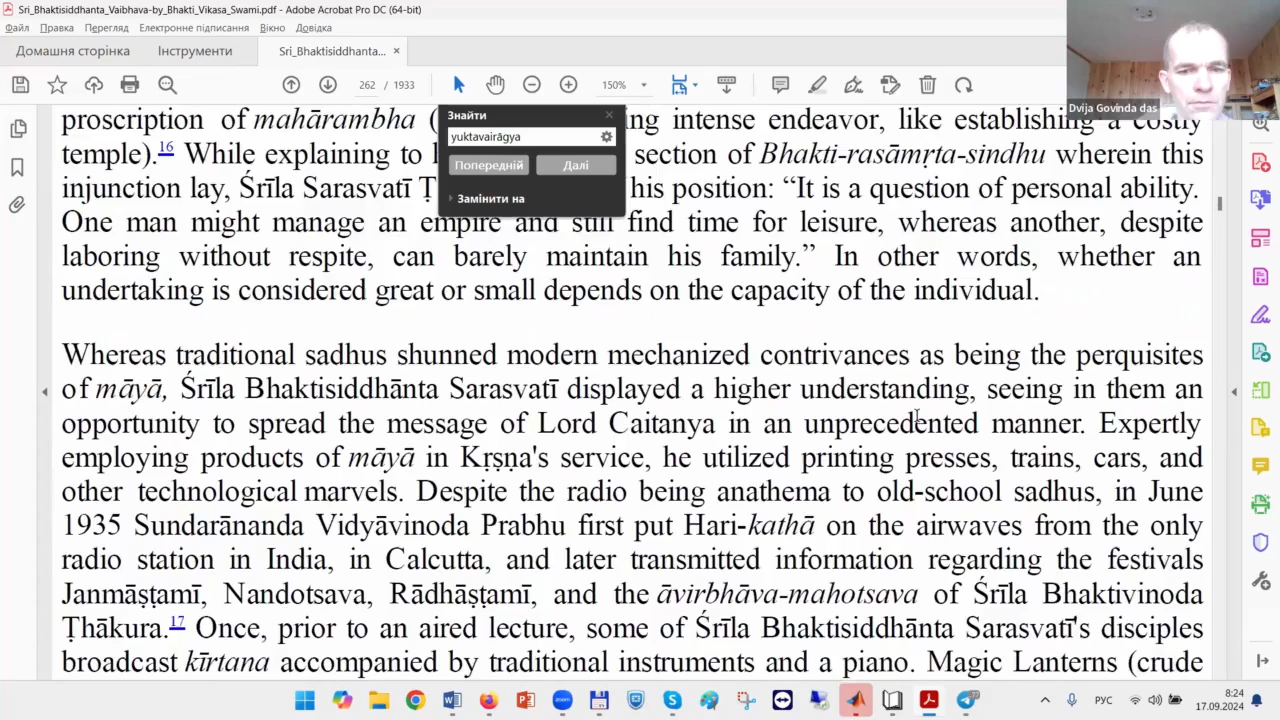 Sri_Bhaktisiddhanta_Vaibhava-by_Bhakti_Vikasa_Swami.pdf - Adobe Acrobat Pro DC (64-bit)
Файл Правка Перегляд Електронне підписання Вікно Довідка
Домашня сторінка Інструменти Sri_Bhaktisiddhanta... ×
262 / 1933 150%
Dvija Govinda das
Знайти
yuktavairāgya
Попередній Далі
Замінити на
proscription of mahārambha ( ng intense endeavor, like establishing a costly
temple).16 While explaining to section of Bhakti-rasāmṛta-sindhu wherein this
injunction lay, Śrīla Sarasvatī Ṭ his position: “It is a question of personal ability.
One man might manage an empire and still find time for leisure, whereas another, despite
laboring without respite, can barely maintain his family.” In other words, whether an
undertaking is considered great or small depends on the capacity of the individual.
Whereas traditional sadhus shunned modern mechanized contrivances as being the perquisites
of māyā, Śrīla Bhaktisiddhānta Sarasvatī displayed a higher understanding, seeing in them an
opportunity to spread the message of Lord Caitanya in an unprecedented manner. Expertly
employing products of māyā in Kṛṣṇa's service, he utilized printing presses, trains, cars, and
other technological marvels. Despite the radio being anathema to old-school sadhus, in June
1935 Sundarānanda Vidyāvinoda Prabhu first put Hari-kathā on the airwaves from the only
radio station in India, in Calcutta, and later transmitted information regarding the festivals
Janmāṣṭamī, Nandotsava, Rādhāṣṭamī, and the āvirbhāva-mahotsava of Śrīla Bhaktivinoda
Ṭhākura.17 Once, prior to an aired lecture, some of Śrīla Bhaktisiddhānta Sarasvatī's disciples
broadcast kīrtana accompanied by traditional instruments and a piano. Magic Lanterns (crude
РУС
8:24
17.09.2024